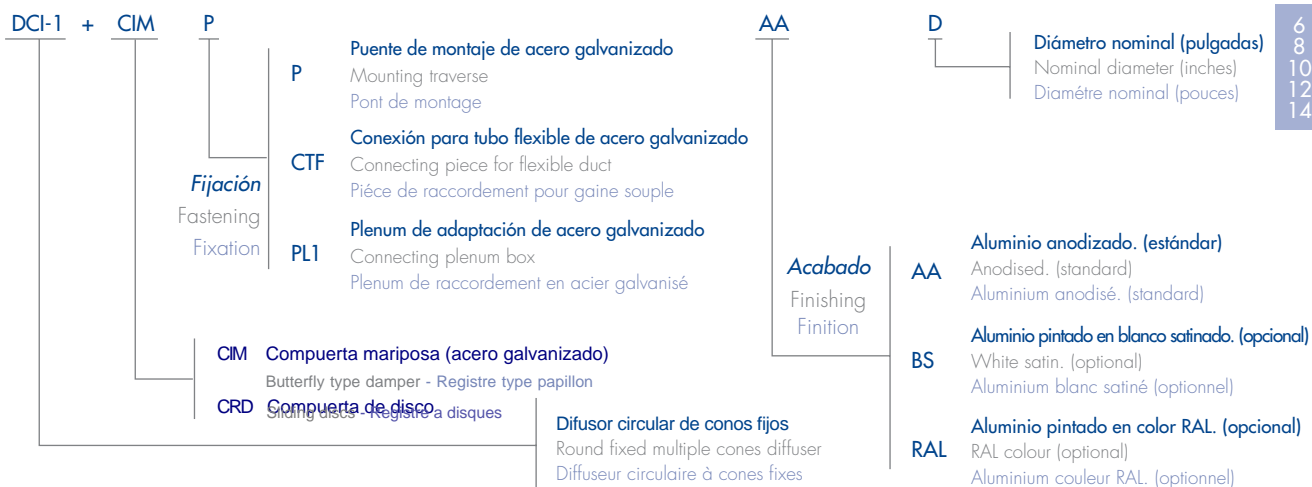 DCI-1 + CIM P AA D
Puente de montaje de acero galvanizado
P
Mounting traverse
Pont de montage
Conexión para tubo flexible de acero galvanizado
CTF
Connecting piece for flexible duct
Piéce de raccordement pour gaine souple
Fijación
Fastening
Fixation
Plenum de adaptación de acero galvanizado
PL1
Connecting plenum box
Plenum de raccordement en acier galvanisé
Diámetro nominal (pulgadas)
Nominal diameter (inches)
Diamétre nominal (pouces)
6
8
10
12
14
Acabado
Finishing
Finition
Aluminio anodizado. (estándar)
AA
Anodised. (standard)
Aluminium anodisé. (standard)
Aluminio pintado en blanco satinado. (opcional)
BS
White satin. (optional)
Aluminium blanc satiné (optionnel)
Aluminio pintado en color RAL. (opcional)
RAL
RAL colour (optional)
Aluminium couleur RAL. (optionnel)
CIM Compuerta mariposa (acero galvanizado)
Butterfly type damper - Registre type papillon
CRD Compuerta de disco
Sliding discs - Registre a disques
Difusor circular de conos fijos
Round fixed multiple cones diffuser
Diffuseur circulaire à cones fixes